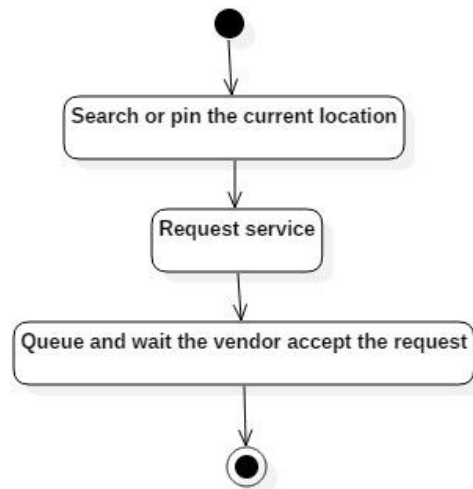 Search or pin the current location
Request service
Queue and wait the vendor accept the request